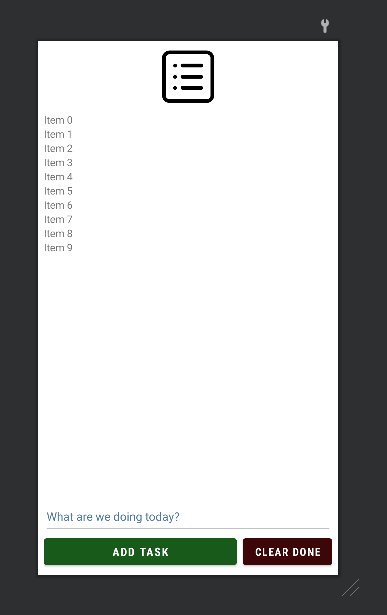 Item 0
Item 1
Item 2
Item 3
Item 4
Item 5
Item 6
Item 7
Item 8
Item 9
What are we doing today?
ADD TASK CLEAR DONE